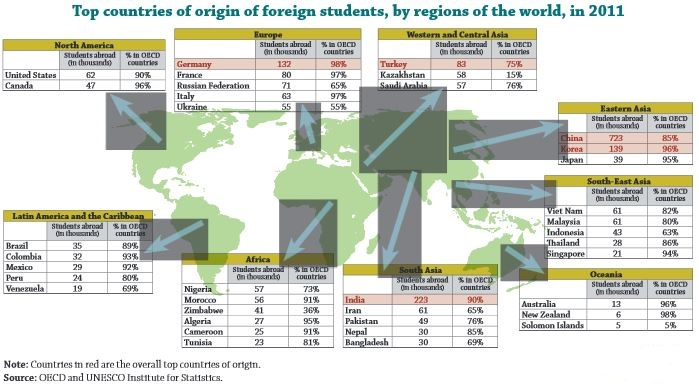 Top countries of origin of foreign students, by regions of the world, in 2011
North America
Students abroad (in thousands) % in OECD countries
United States 62 90%
Canada 47 96%
Europe
Students abroad (in thousands) % in OECD countries
Germany 132 98%
France 80 97%
Russian Federation 71 65%
Italy 63 97%
Ukraine 55 55%
Western and Central Asia
Students abroad (in thousands) % in OECD countries
Turkey 83 75%
Kazakhstan 58 15%
Saudi Arabia 57 76%
Eastern Asia
Students abroad (in thousands) % in OECD countries
China 723 85%
Korea 139 96%
Japan 39 95%
South-East Asia
Students abroad (in thousands) % in OECD countries
Viet Nam 61 82%
Malaysia 61 80%
Indonesia 43 63%
Thailand 28 86%
Singapore 21 94%
Latin America and the Caribbean
Students abroad (in thousands) % in OECD countries
Brazil 35 89%
Colombia 32 93%
Mexico 29 92%
Peru 24 80%
Venezuela 19 69%
Africa
Students abroad (in thousands) % in OECD countries
Nigeria 57 73%
Morocco 56 91%
Zimbabwe 41 36%
Algeria 27 95%
Cameroon 25 91%
Tunisia 23 81%
South Asia
Students abroad (in thousands) % in OECD countries
India 223 90%
Iran 61 65%
Pakistan 49 76%
Nepal 30 85%
Bangladesh 30 69%
Oceania
Students abroad (in thousands) % in OECD countries
Australia 13 96%
New Zealand 6 98%
Solomon Islands 5 5%
Note: Countries in red are the overall top countries of origin.
Source: OECD and UNESCO Institute for Statistics.